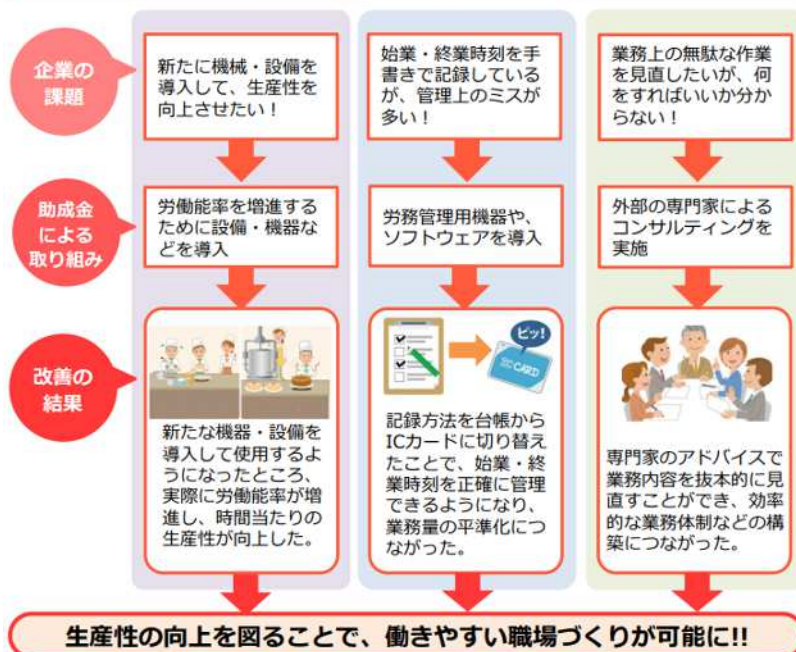 企業の
課題
新たに機械・設備を
導入して、生産性を
向上させたい！
始業・終業時刻を手
書きで記録している
が、管理上のミスが
多い！
業務上の無駄な作業
を見直したいが、何
をすればいいか分か
らない！
助成金
による
取り組み
労働能率を増進する
ために設備・機器な
どを導入
労務管理用機器や、
ソフトウェアを導入
外部の専門家による
コンサルティングを
実施
改善の
結果
新たな機器・設備を
導入して使用するよ
うになったところ、
実際に労働能率が増
進し、時間当たりの
生産性が向上した。
ピッ！
IC CARD
記録方法を台帳から
ICカードに切り替え
たことで、始業・終
業時刻を正確に管理
できるようになり、
業務量の平準化につ
ながった。
専門家のアドバイスで
業務内容を抜本的に見
直すことができ、効率
的な業務体制などの構
築につながった。
生産性の向上を図ることで、働きやすい職場づくりが可能に!!